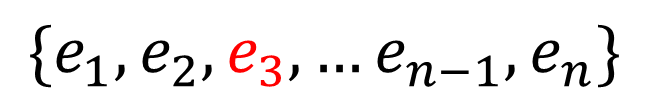 {e₁, e₂, e₃, … eₙ₋₁, eₙ}